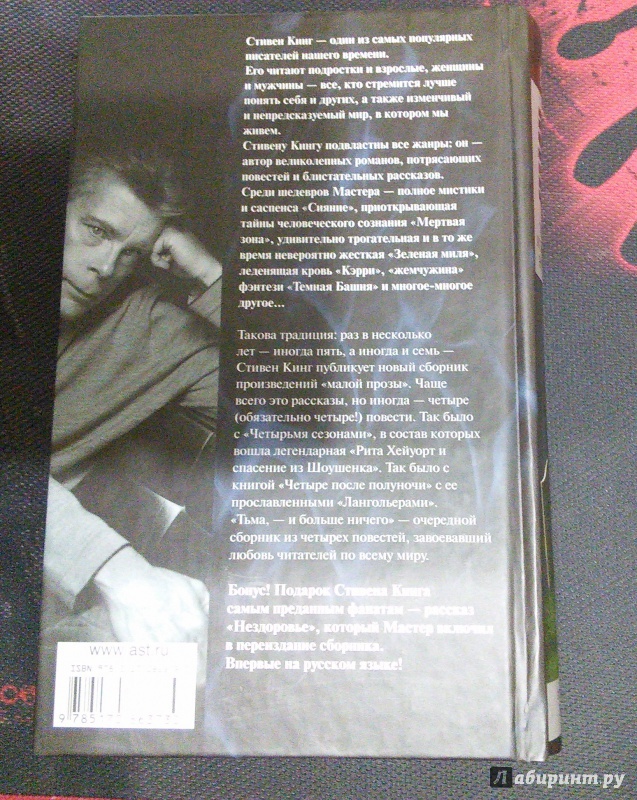 Стивен Кинг — один из самых популярных
писателей нашего времени.
Его читают подростки и взрослые, женщины
и мужчины — все, кто стремится лучше
понять себя и других, а также изменчивый
и непредсказуемый мир, в котором мы
живем.
Стивену Кингу подвластны все жанры: он —
автор великолепных романов, потрясающих
повестей и блистательных рассказов.
Среди шедевров Мастера — полное мистики
и саспенса «Сияние», приоткрывающая
тайны человеческого сознания «Мертвая
зона», удивительно трогательная и в то же
время невероятно жесткая «Зеленая миля»,
леденящая кровь «Кэрри», «жемчужина»
фэнтези «Темная Башня» и многое-многое
другое...
Такова традиция: раз в несколько
лет — иногда пять, а иногда и семь —
Стивен Кинг публикует новый сборник
произведений «малой прозы». Чаще
всего это рассказы, но иногда — четыре
(обязательно четыре!) повести. Так было
с «Четырьмя сезонами», в состав которых
вошла легендарная «Рита Хейуорт и
спасение из Шоушенка». Так было с
книгой «Четыре после полуночи» с ее
прославленными «Лангольерами».
«Тьма, — и больше ничего» — очередной
сборник из четырех повестей, завоевавший
любовь читателей по всему миру.
Бонус! Подарок Стивена Кинга
самым преданным фанатам — рассказ
«Нездоровье», который Мастер включил
в переиздание сборника.
Впервые на русском языке!
www.ast.ru
ISBN
Лабиринт.ру